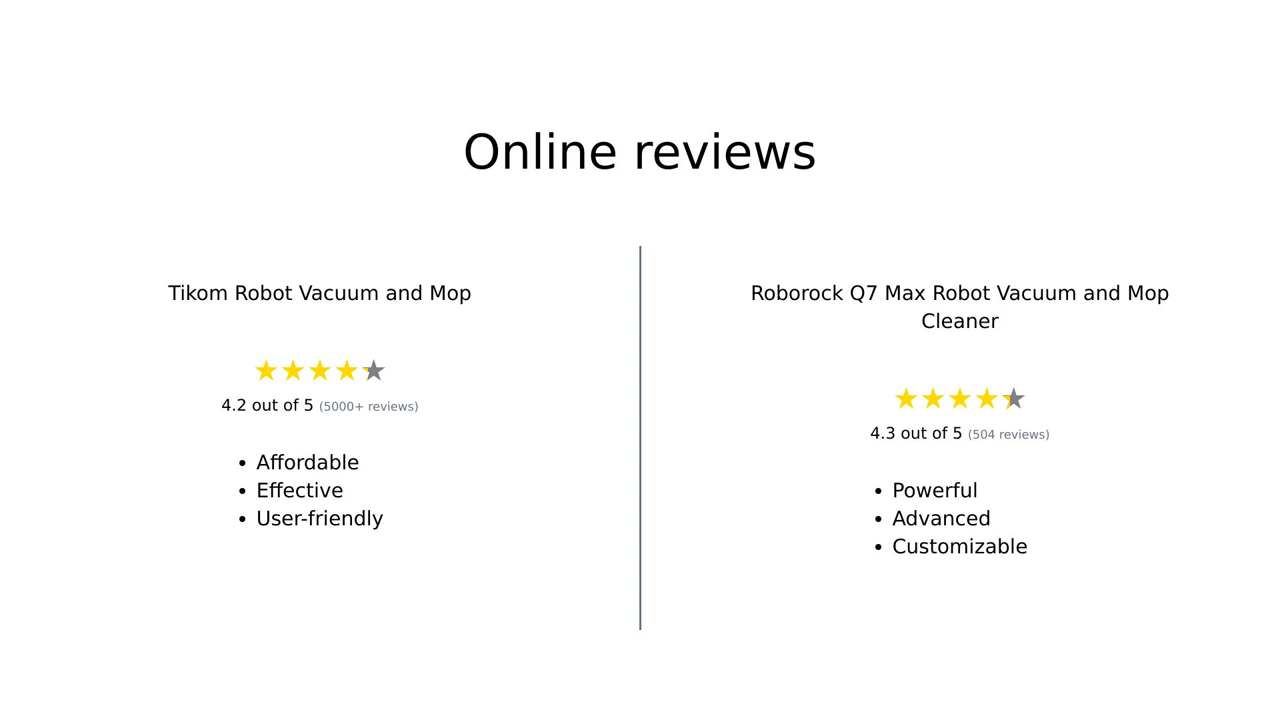 Online reviews
Tikom Robot Vacuum and Mop
4.2 out of 5 (5000+ reviews)
• Affordable
• Effective
• User-friendly
Roborock Q7 Max Robot Vacuum and Mop
Cleaner
4.3 out of 5 (504 reviews)
• Powerful
• Advanced
• Customizable